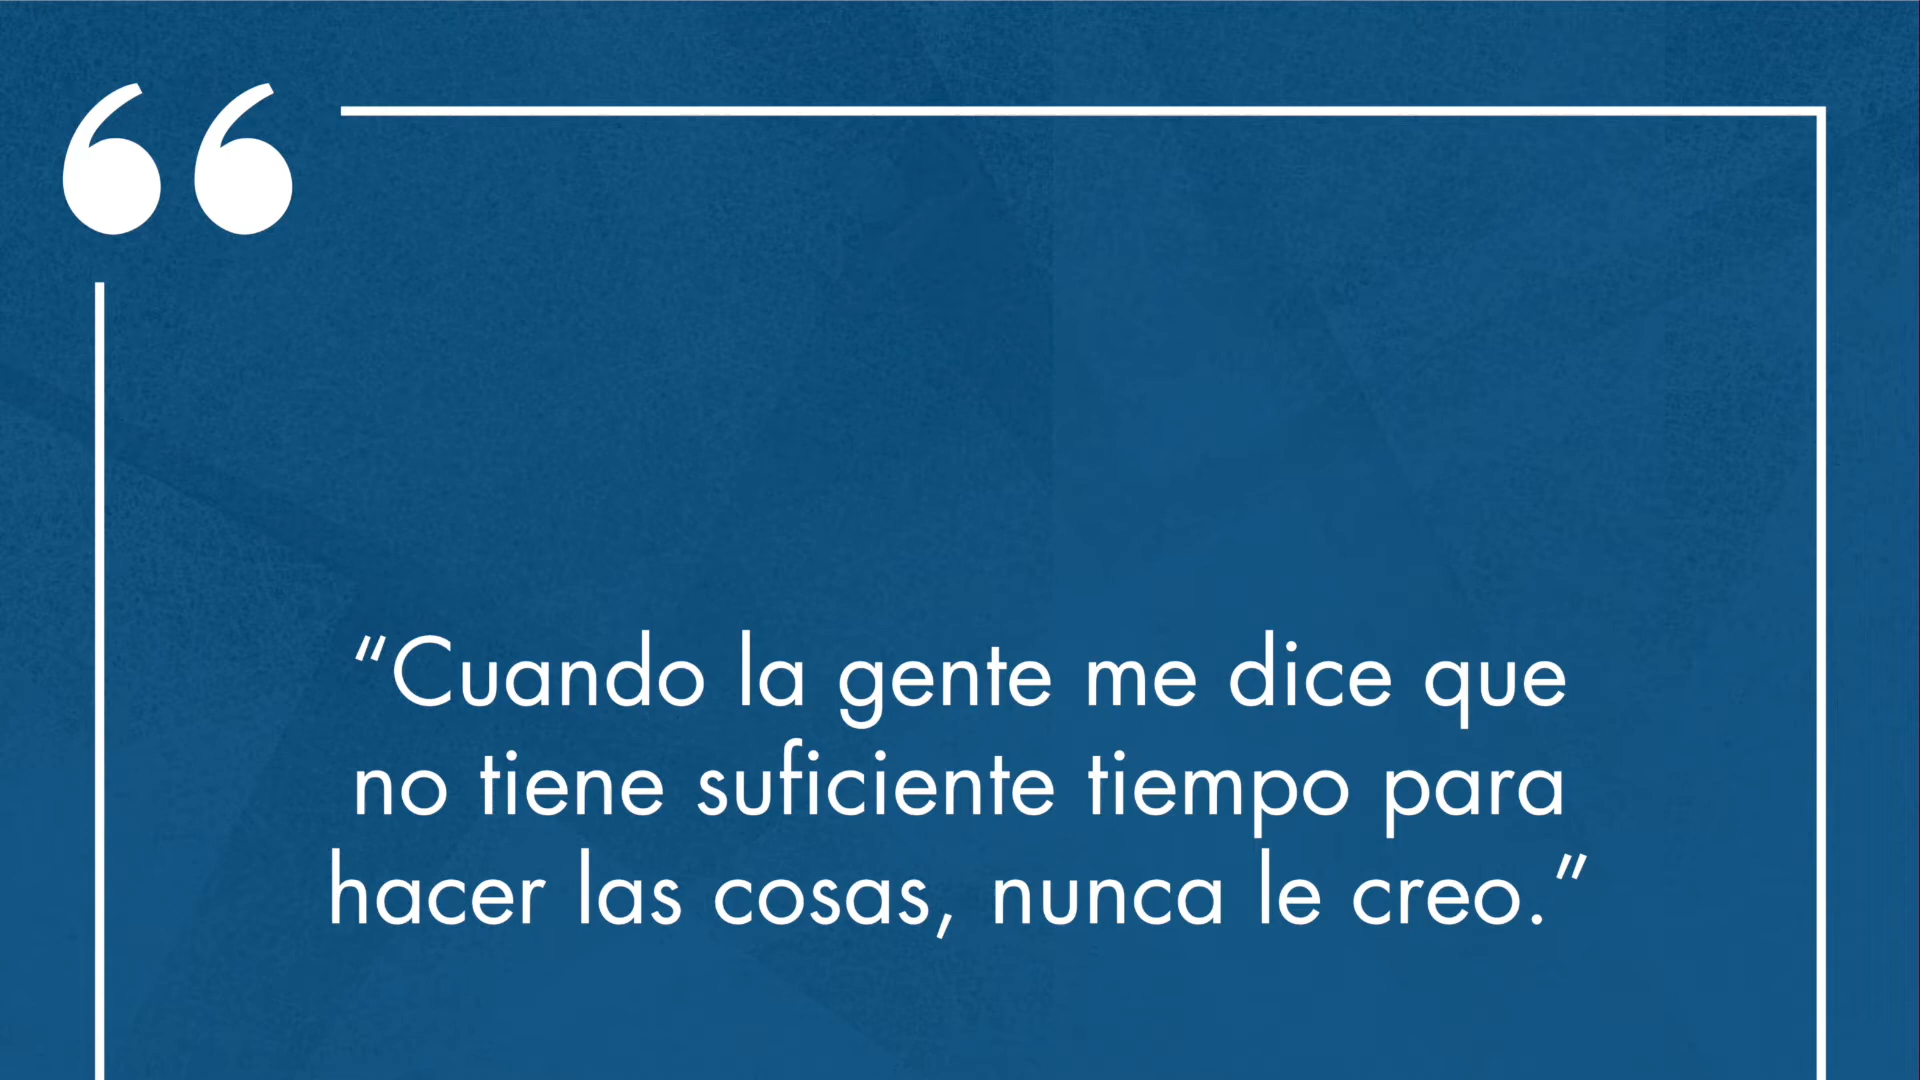 “Cuando la gente me dice que
no tiene suficiente tiempo para
hacer las cosas, nunca le creo.”